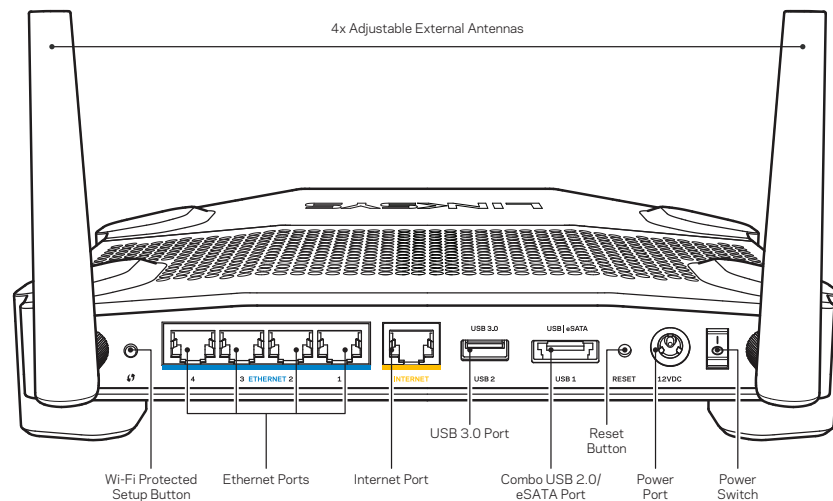 4x Adjustable External Antennas
LINKSYS
USB 3.0
USB | eSATA
4
3
ETHERNET
2
1
INTERNET
USB 2
USB 1
RESET
12VDC
USB 3.0 Port
Reset
Button
Wi-Fi Protected
Setup Button
Ethernet Ports
Internet Port
Combo USB 2.0/
eSATA Port
Power
Port
Power
Switch